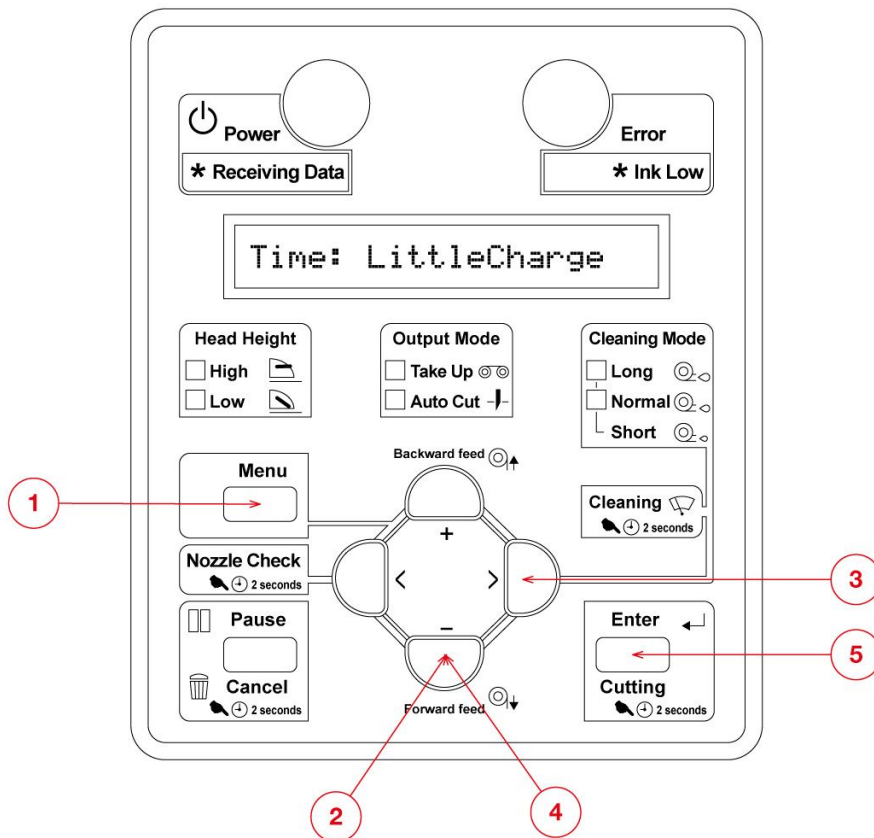 Power
Error
* Receiving Data
* Ink Low
Time: LittleCharge
Head Height
High
Low
Output Mode
Take Up
Auto Cut
Cleaning Mode
Long
Normal
Short
Backward feed
Menu
1
+
Cleaning
2 seconds
Nozzle Check
2 seconds
< >
3
−
Pause
Cancel
2 seconds
Forward feed
Enter
5
Cutting
2 seconds
2
4